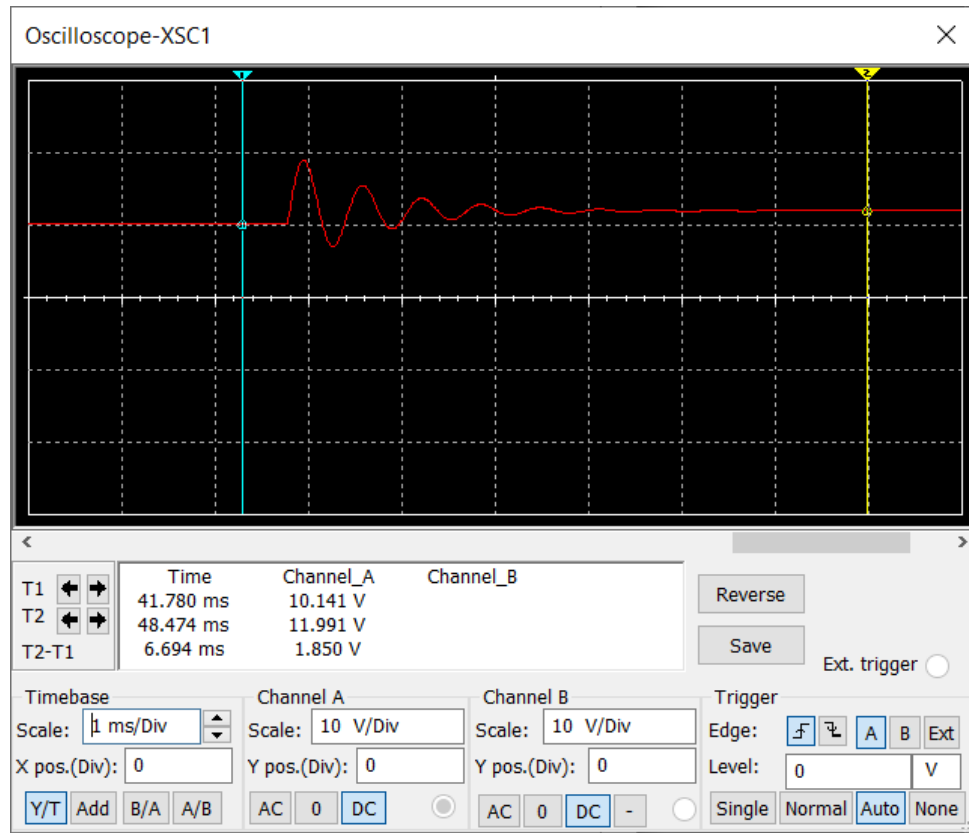 Oscilloscope-XSC1
1 2
Time Channel_A Channel_B
T1 41.780 ms 10.141 V
T2 48.474 ms 11.991 V
T2-T1 6.694 ms 1.850 V
Reverse
Save
Ext. trigger
Timebase
Scale: 1 ms/Div
X pos.(Div): 0
Y/T Add B/A A/B
Channel A
Scale: 10 V/Div
Y pos.(Div): 0
AC 0 DC
Channel B
Scale: 10 V/Div
Y pos.(Div): 0
AC 0 DC -
Trigger
Edge: A B Ext
Level: 0 V
Single Normal Auto None